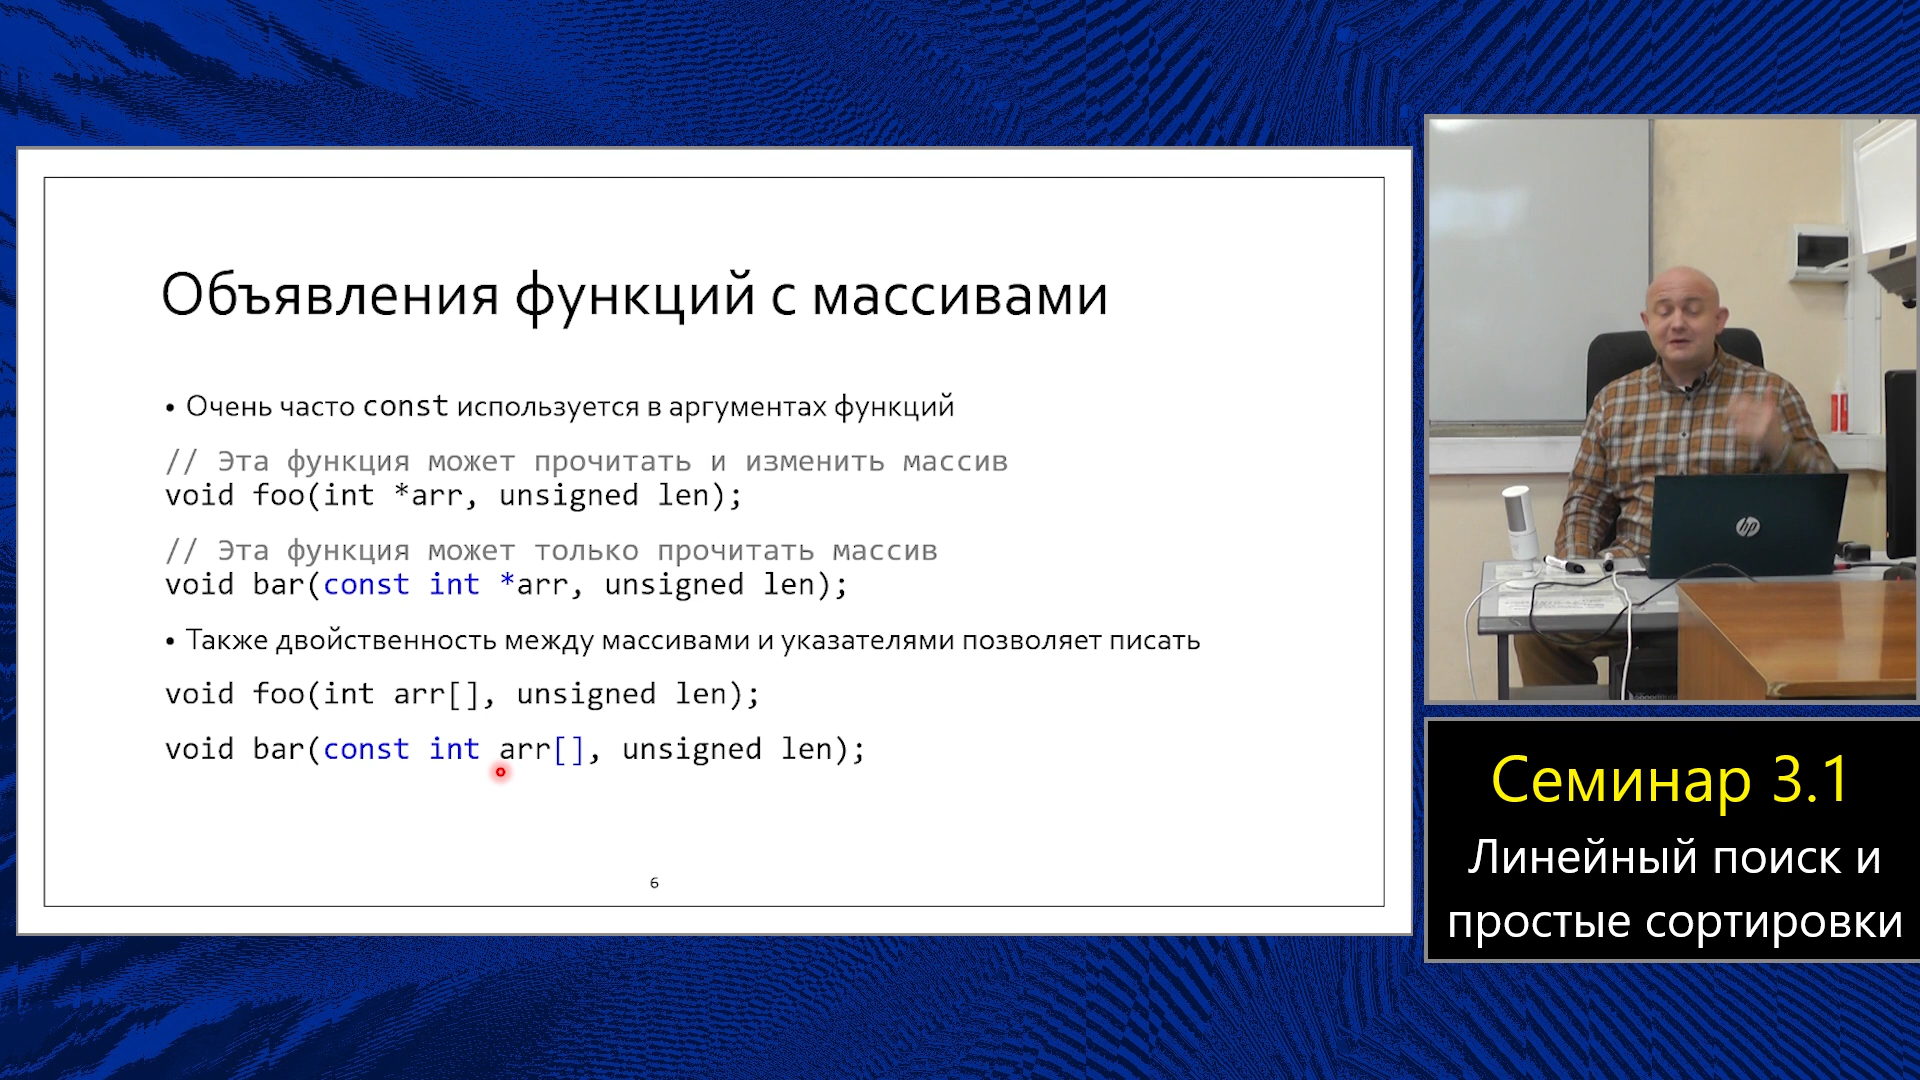 Объявления функций с массивами
• Очень часто const используется в аргументах функций
// Эта функция может прочитать и изменить массив
void foo(int *arr, unsigned len);
// Эта функция может только прочитать массив
void bar(const int *arr, unsigned len);
• Также двойственность между массивами и указателями позволяет писать
void foo(int arr[], unsigned len);
void bar(const int arr[], unsigned len);
6
hp
Семинар 3.1
Линейный поиск и
простые сортировки